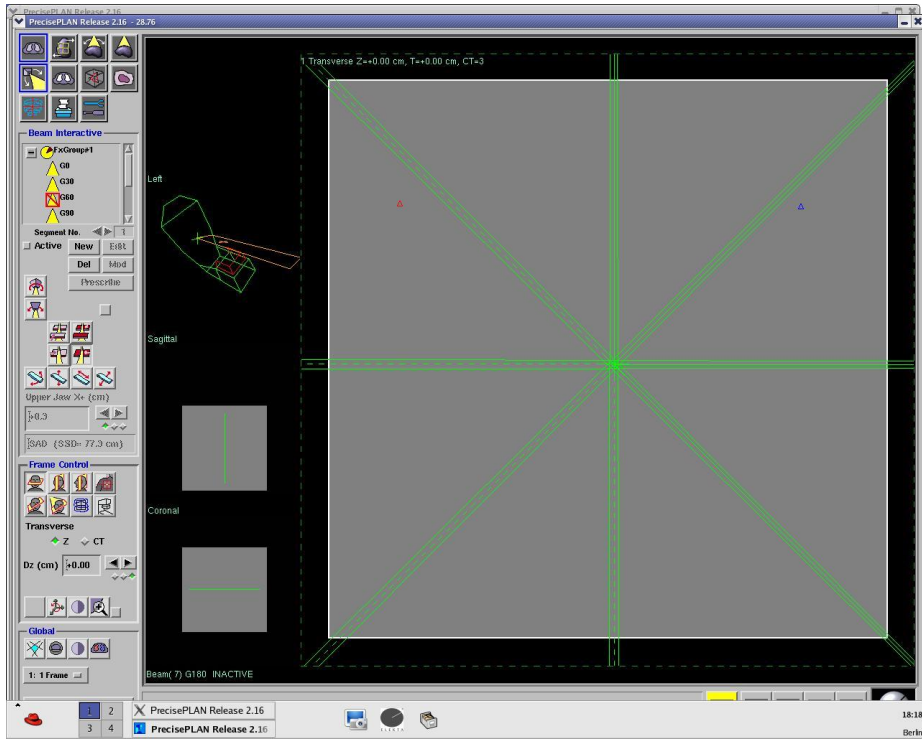 PrecisePLAN Release 2.16
PrecisePLAN Release 2.16 - 28.76
1 Transverse Z=+0.00 cm, T=+0.00 cm, CT=3
Beam Interactive
FxGroup#1
G0
G30
G60
G90
Segment No. 1
Active New Edit
Del Mod
Prescribe
Upper Jaw X+ (cm)
+0.3
SAD (SSD= 77.3 cm)
Frame Control
Transverse
Z CT
Dz (cm) +0.00
Global
1: 1 Frame
Left
Sagittal
Coronal
Beam( 7) G180 INACTIVE
1 2
3 4
PrecisePLAN Release 2.16
PrecisePLAN Release 2.16
ELEKTA
18:18
Berlin